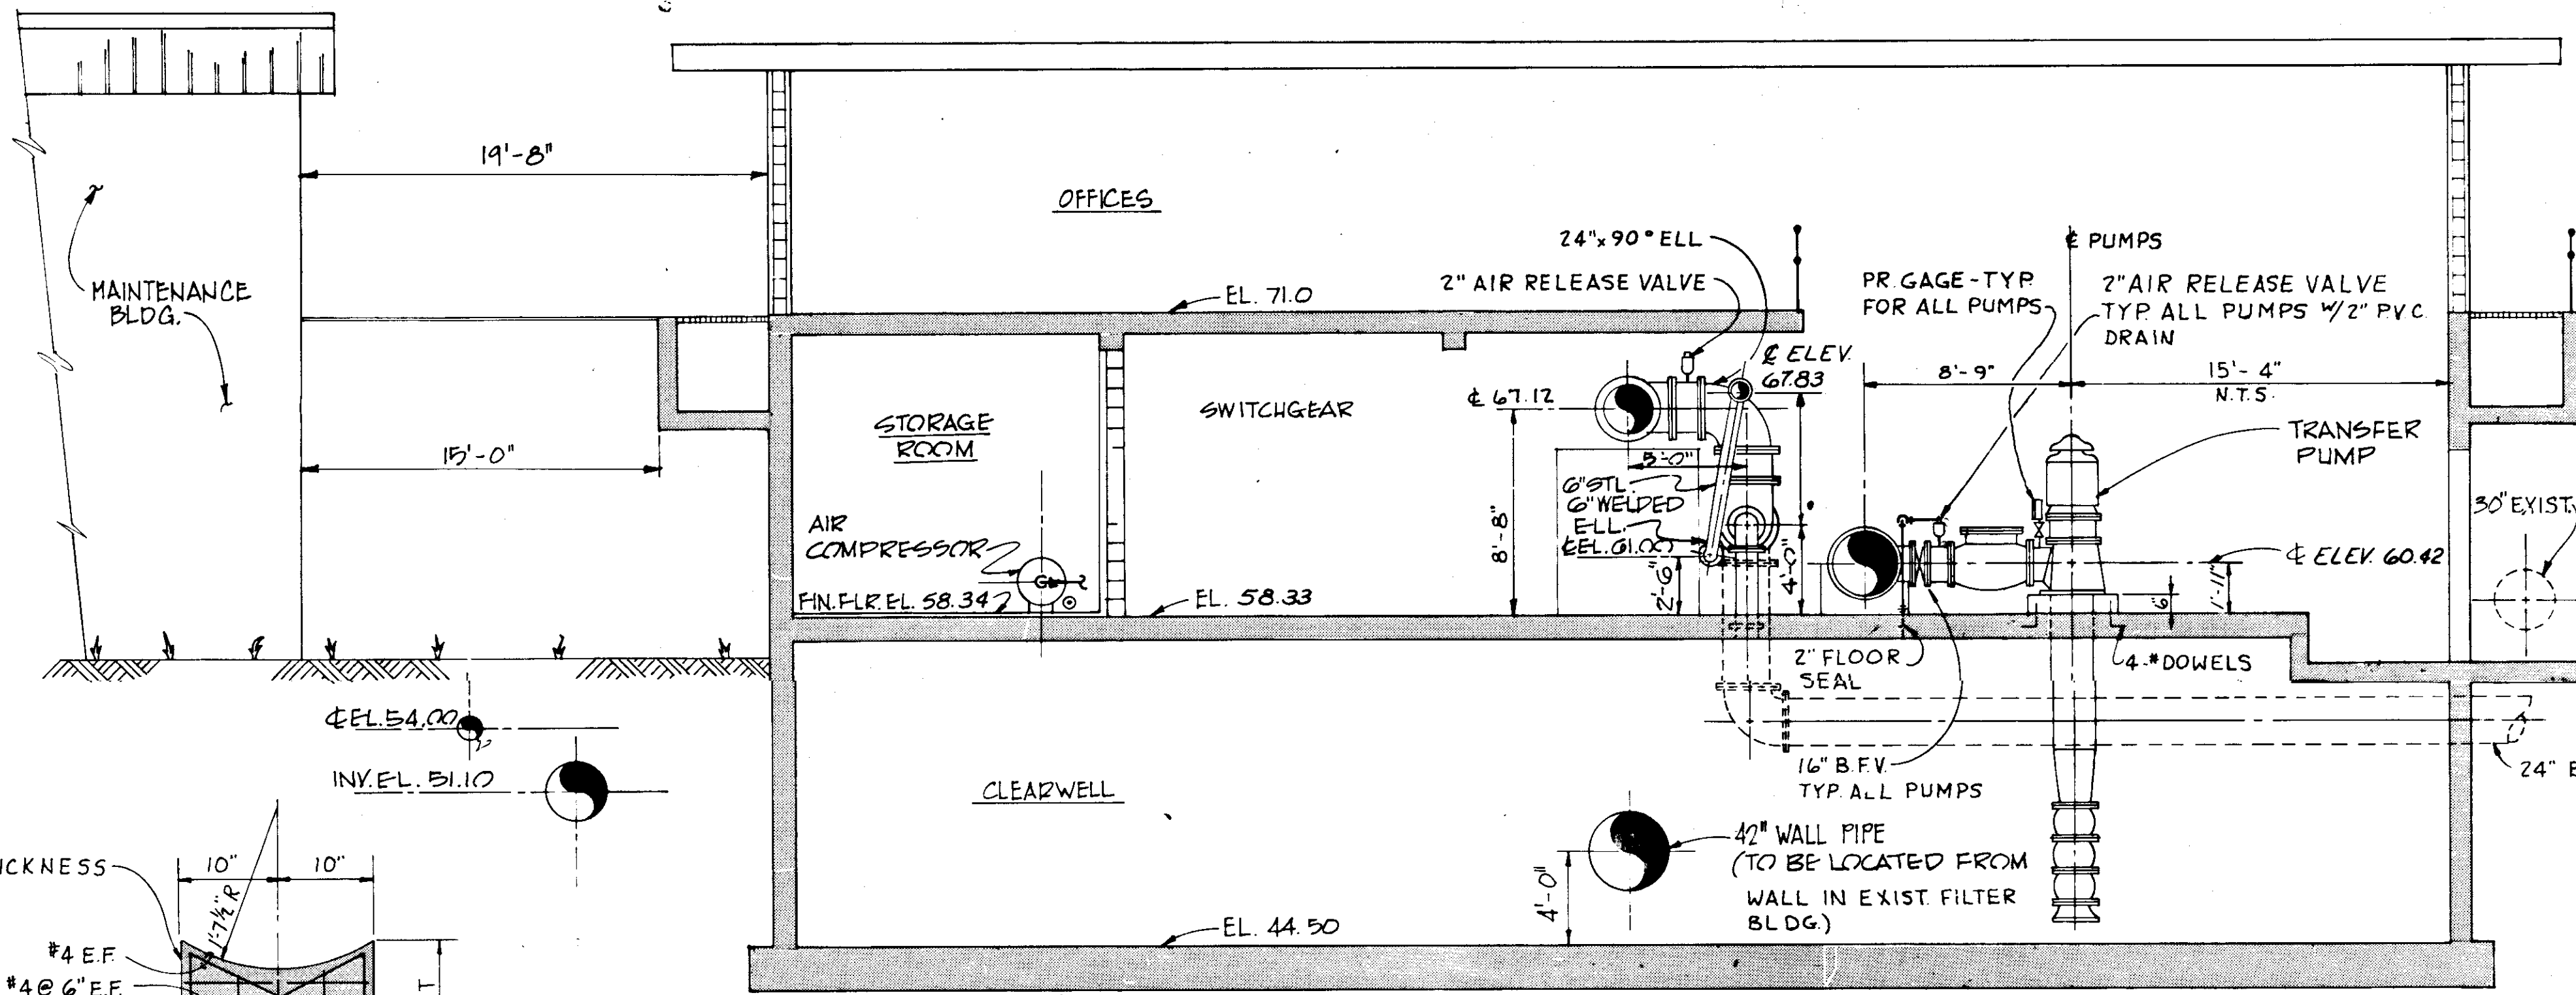 19'-8"
OFFICES
MAINTENANCE
BLDG.
24"x90° ELL
2" AIR RELEASE VALVE
EL. 71.0
℄ PUMPS
PR. GAGE-TYP.
FOR ALL PUMPS
2" AIR RELEASE VALVE
TYP. ALL PUMPS W/2" P.V.C.
DRAIN
℄ ELEV.
67.83
8'-9"
15'-4"
N.T.S.
℄ 67.12
SWITCHGEAR
STORAGE
ROOM
TRANSFER
PUMP
15'-0"
5'-0"
6" STL.
6" WELDED
ELL.
℄ EL. 61.00
30" EXIST.
AIR
COMPRESSOR
8'-8"
2'-6"
4'-0"
℄ ELEV. 60.42
6"
1'-11"
FIN. FLR. EL. 58.34
EL. 58.33
2" FLOOR
SEAL
4-#DOWELS
℄ EL. 54.00
INV. EL. 51.10
CLEARWELL
16" B.F.V.
TYP. ALL PUMPS
24" E
42" WALL PIPE
(TO BE LOCATED FROM
WALL IN EXIST. FILTER
BLDG.)
4'-0"
EL. 44.50
ICKNESS
10"
10"
1'-7½" R
#4 E.F.
#4 @ 6" E.F.
T